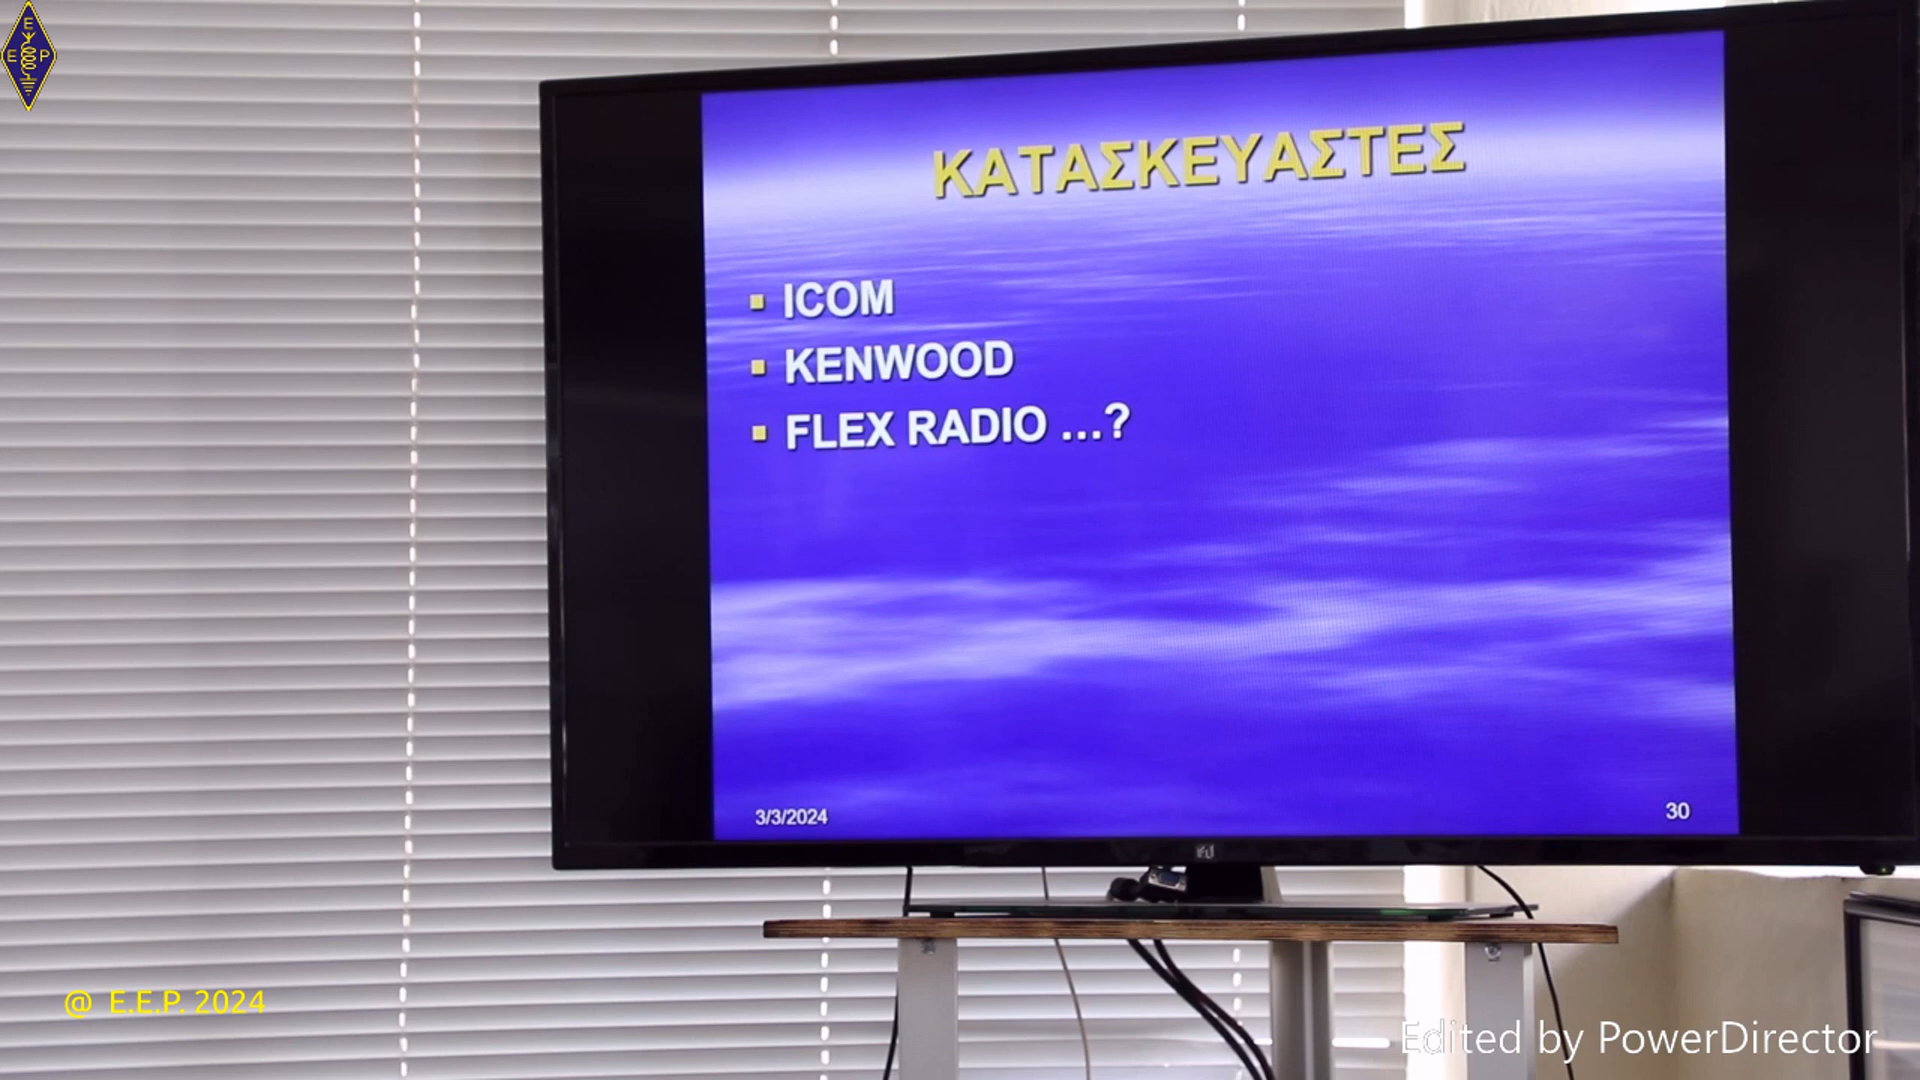 Ε
Ε Ρ
ΚΑΤΑΣΚΕΥΑΣΤΕΣ
ICOM
KENWOOD
FLEX RADIO ...?
3/3/2024
30
@ E.E.P. 2024
Edited by PowerDirector